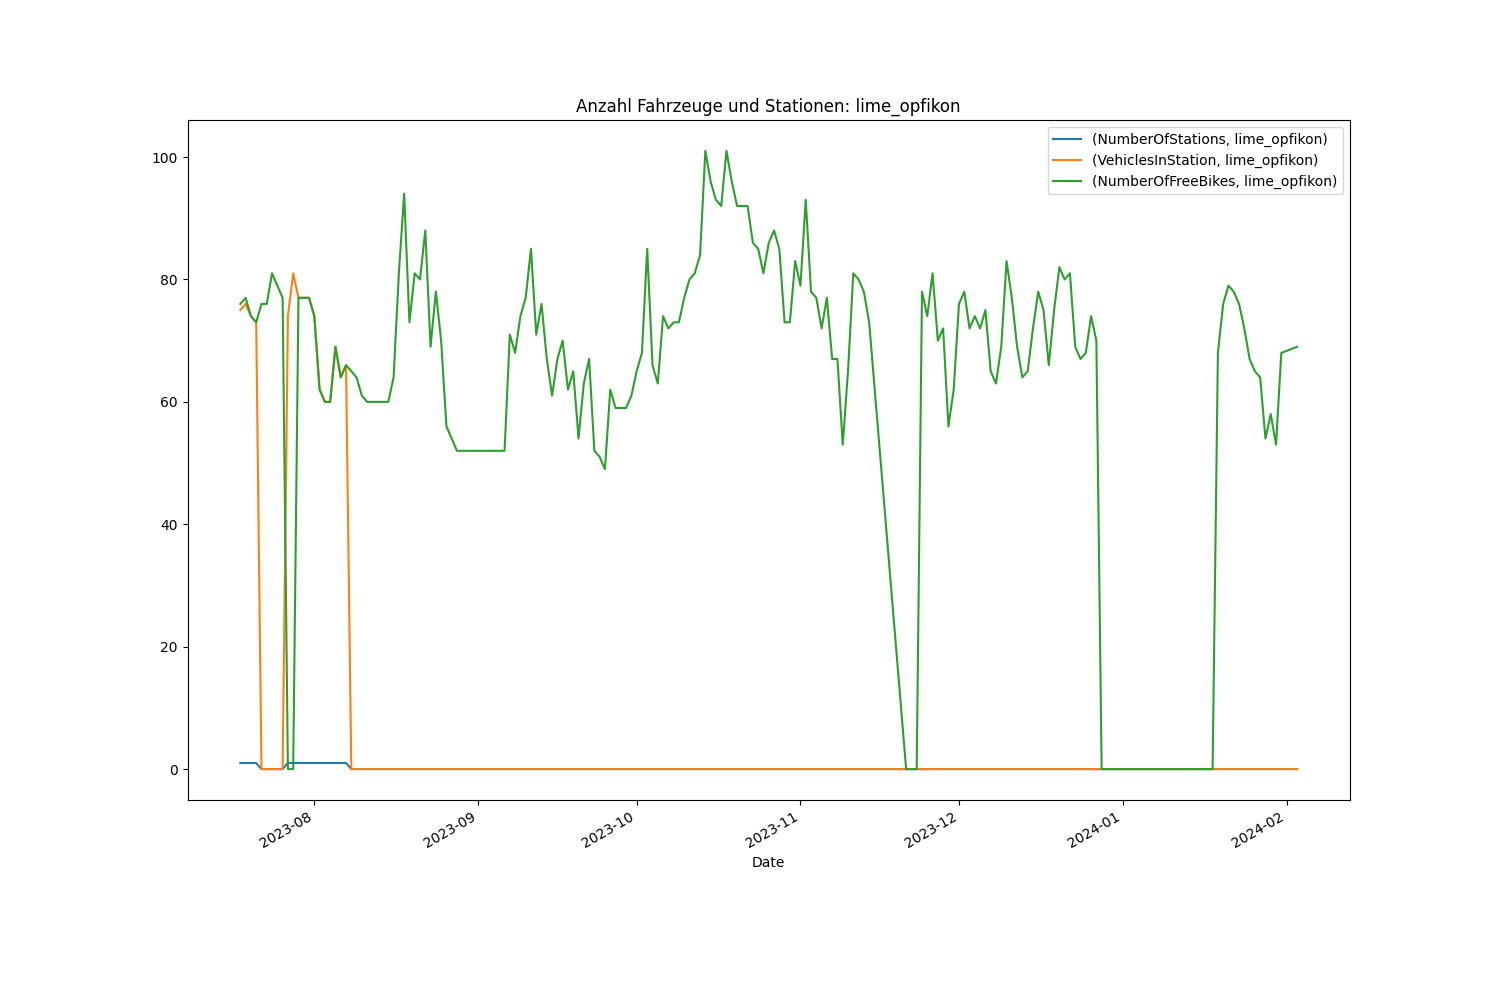 Anzahl Fahrzeuge und Stationen: lime_opfikon
(NumberOfStations, lime_opfikon)
(VehiclesInStation, lime_opfikon)
(NumberOfFreeBikes, lime_opfikon)
100
80
60
40
20
0
2023-08
2023-09
2023-10
2023-11
2023-12
2024-01
2024-02
Date